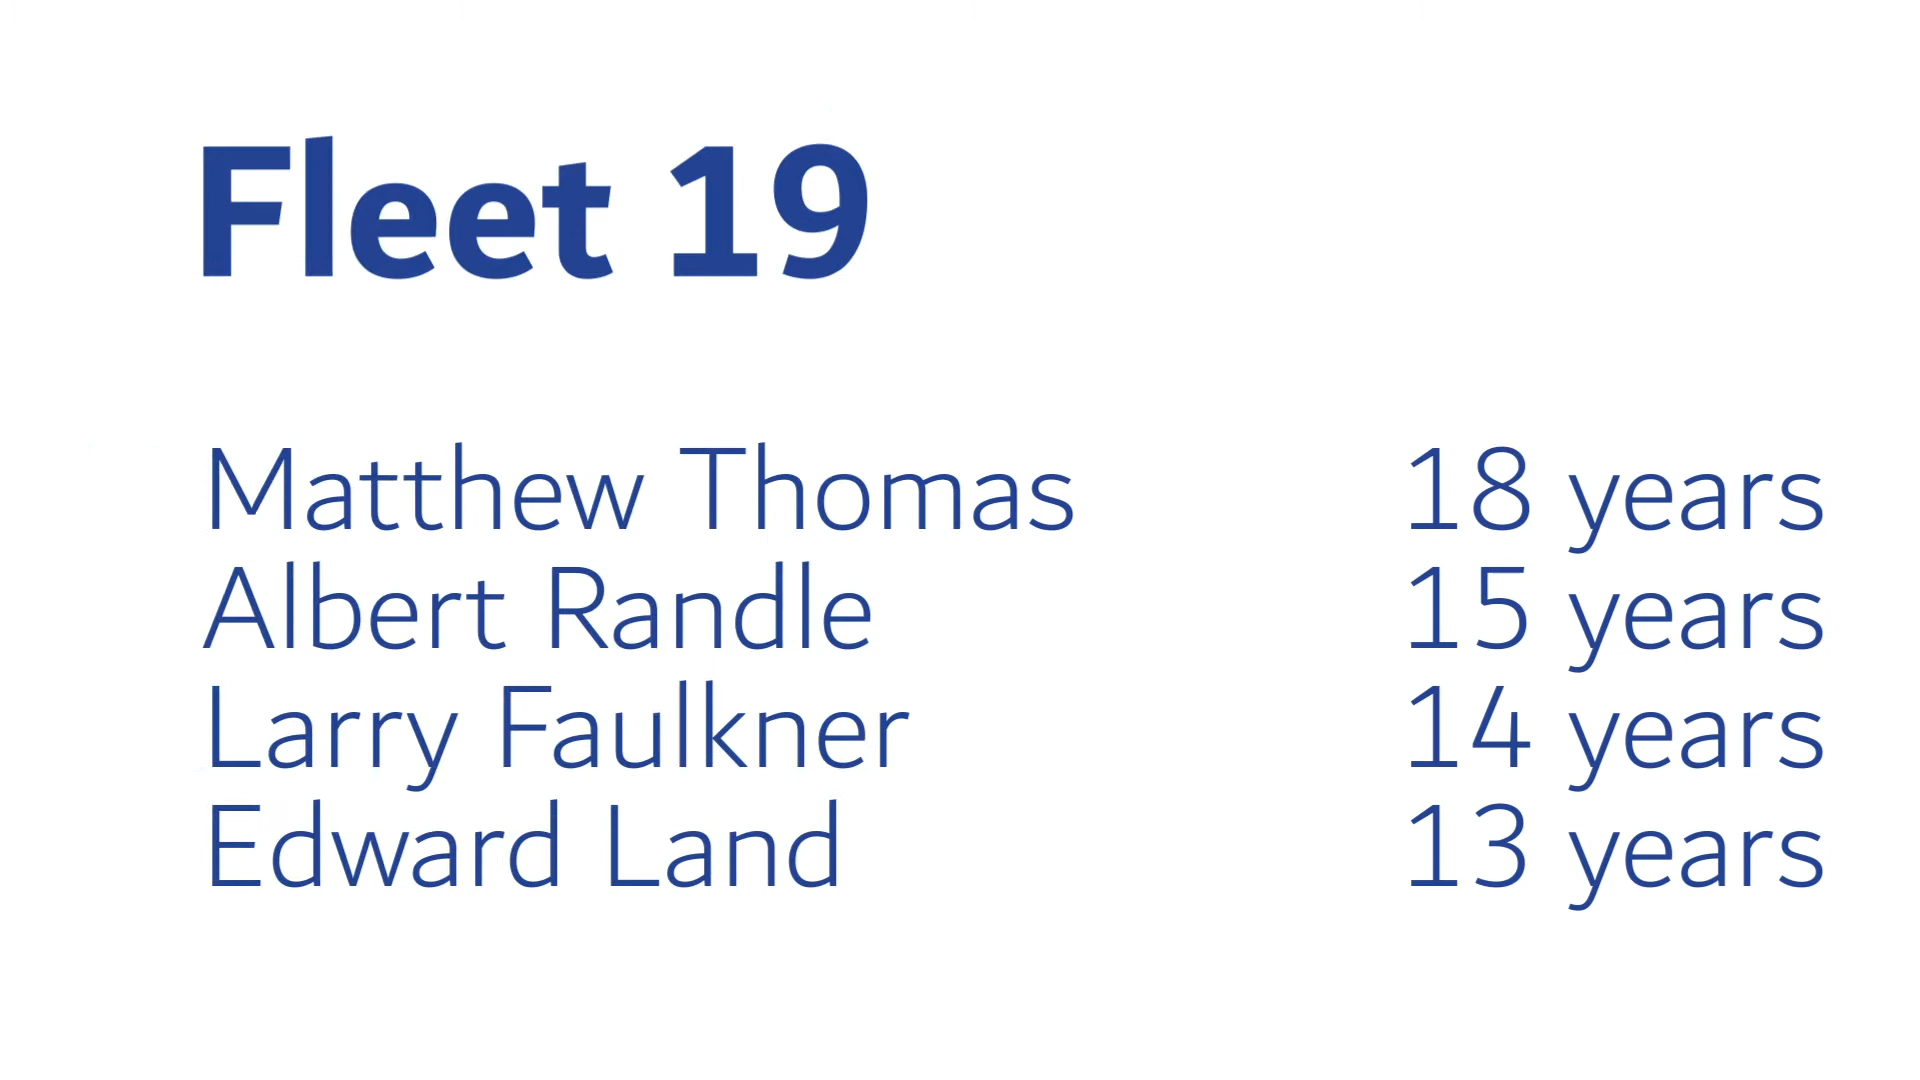 Fleet 19
Matthew Thomas 18 years
Albert Randle 15 years
Larry Faulkner 14 years
Edward Land 13 years